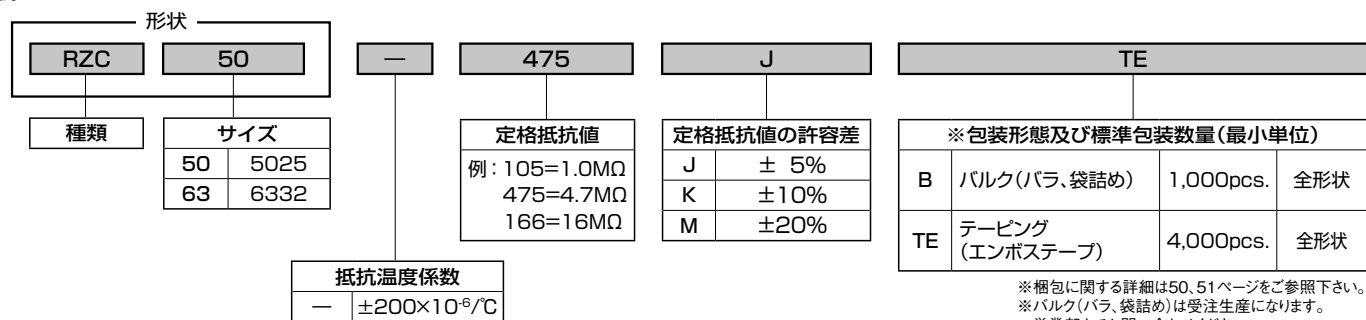 形状
RZC 50 — 475 J TE
種類
サイズ
50 5025
63 6332
定格抵抗値
例：105=1.0MΩ
475=4.7MΩ
166=16MΩ
定格抵抗値の許容差
J ± 5%
K ±10%
M ±20%
※包装形態及び標準包装数量（最小単位）
B バルク（バラ、袋詰め） 1,000pcs. 全形状
TE テーピング
（エンボステープ） 4,000pcs. 全形状
抵抗温度係数
— ±200×10⁻⁶/℃
※梱包に関する詳細は50、51ページをご参照下さい。
※バルク（バラ、袋詰め）は受注生産になります。